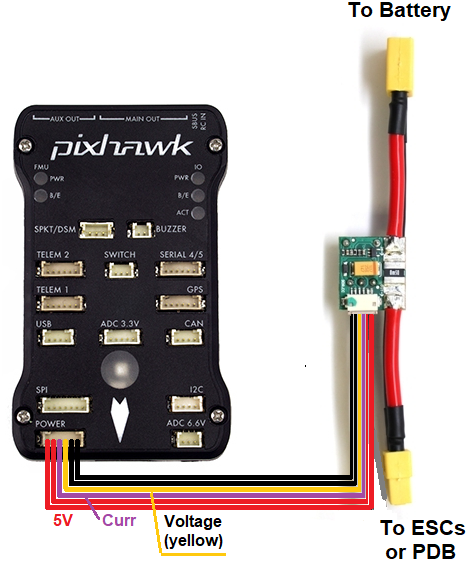 To Battery
AUX OUT
MAIN OUT
SBUS
RC IN
pixhawk
FMU
IO
PWR
PWR
B/E
B/E
ACT
SPKT/DSM
BUZZER
TELEM 2
SWITCH
SERIAL 4/5
TELEM 1
GPS
USB
ADC 3.3V
CAN
SPI
I2C
POWER
ADC 6.6V
5V
Curr
Voltage
(yellow)
To ESCs
or PDB